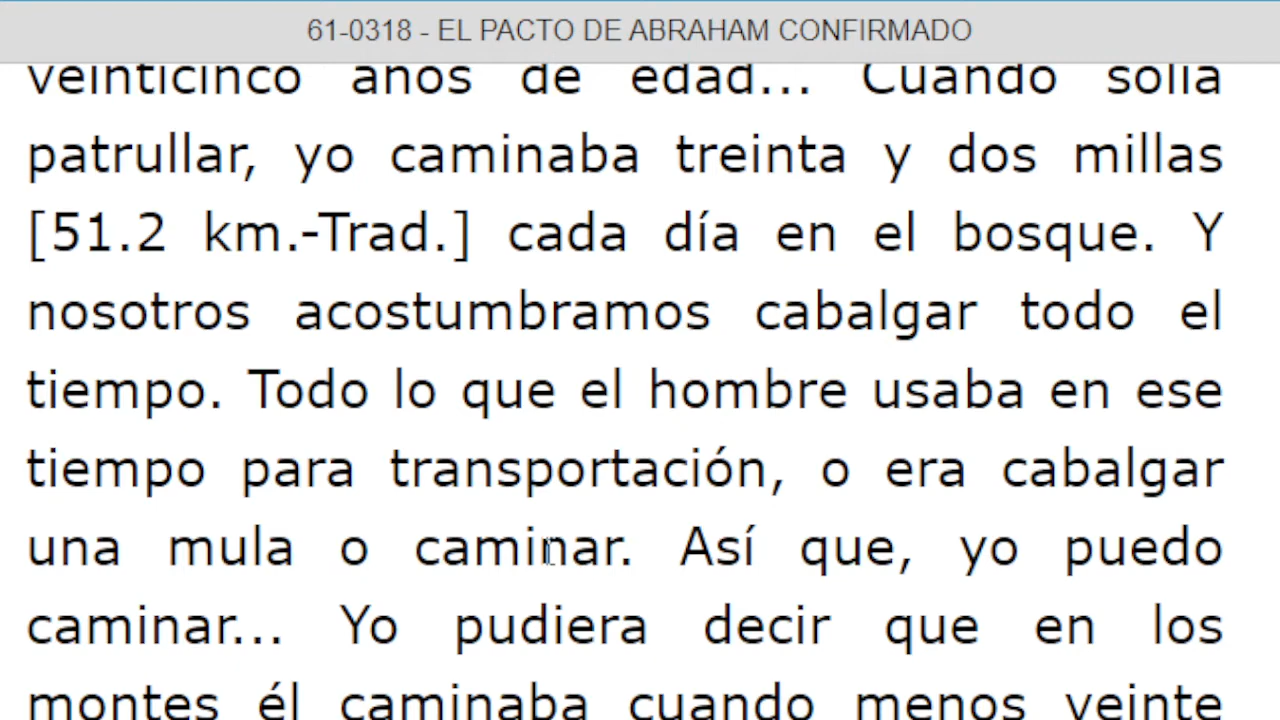 61-0318 - EL PACTO DE ABRAHAM CONFIRMADO
veinticinco años de edad... Cuando solía
patrullar, yo caminaba treinta y dos millas
[51.2 km.-Trad.] cada día en el bosque. Y
nosotros acostumbramos cabalgar todo el
tiempo. Todo lo que el hombre usaba en ese
tiempo para transportación, o era cabalgar
una mula o caminar. Así que, yo puedo
caminar... Yo pudiera decir que en los
montes él caminaba cuando menos veinte